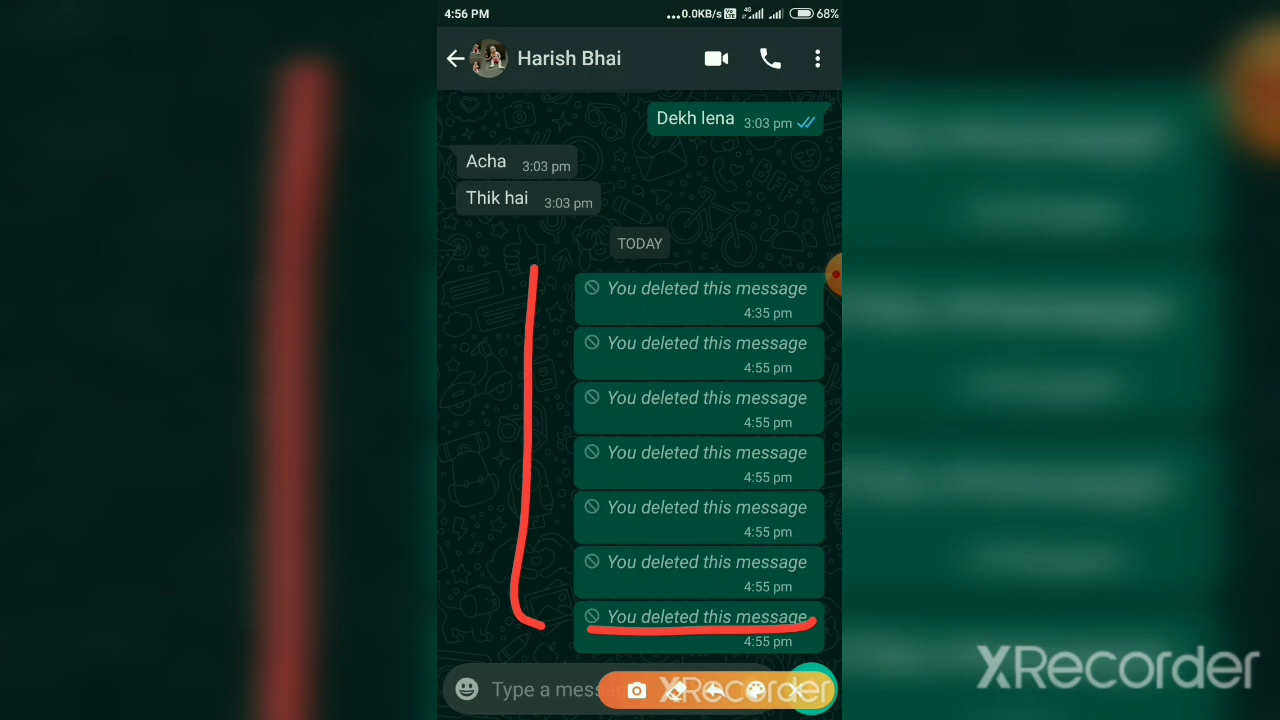 4:56 PM
...0.0KB/s
4G
68%
Harish Bhai
Dekh lena 3:03 pm
Acha 3:03 pm
Thik hai 3:03 pm
TODAY
You deleted this message
4:35 pm
You deleted this message
4:55 pm
You deleted this message
4:55 pm
You deleted this message
4:55 pm
You deleted this message
4:55 pm
You deleted this message
4:55 pm
You deleted this message
4:55 pm
Type a mess
XRecorder
XRecorder